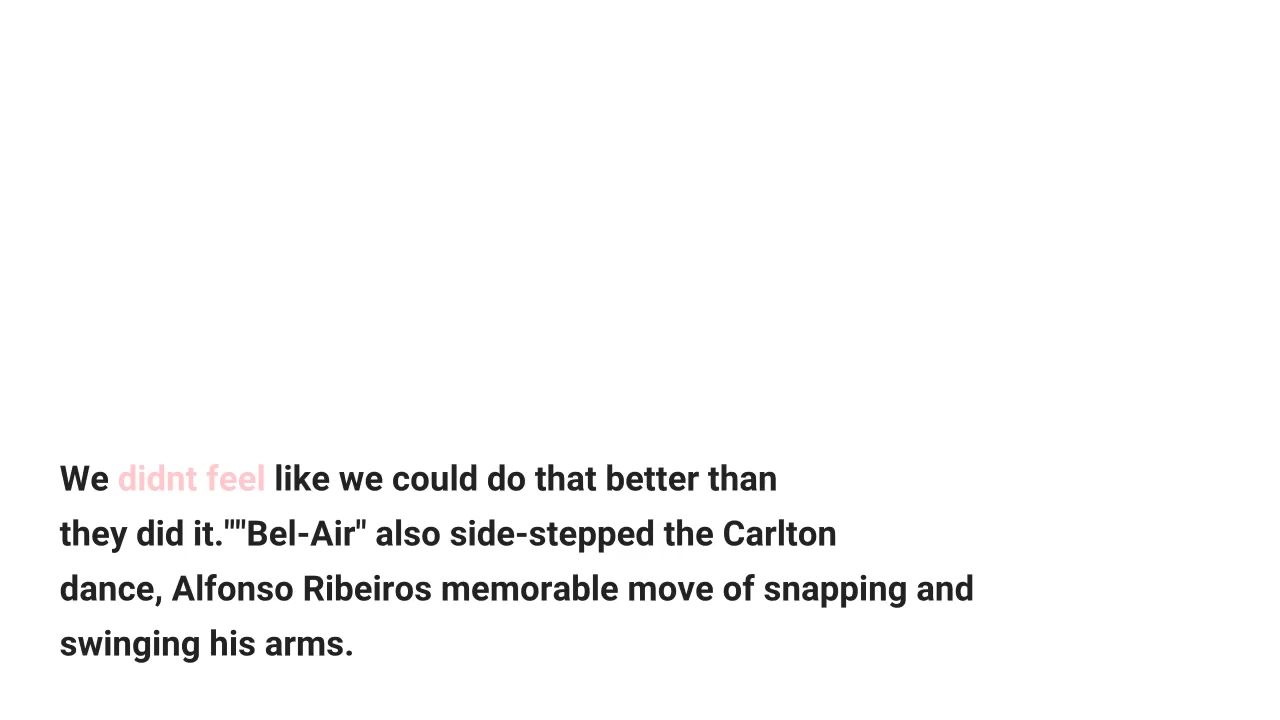 We didnt feel like we could do that better than
they did it.""Bel-Air" also side-stepped the Carlton
dance, Alfonso Ribeiros memorable move of snapping and
swinging his arms.